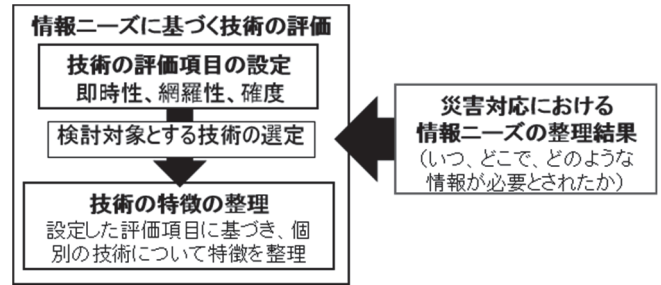 情報ニーズに基づく技術の評価
技術の評価項目の設定
即時性、網羅性、確度
検討対象とする技術の選定
技術の特徴の整理
設定した評価項目に基づき、個
別の技術について特徴を整理
災害対応における
情報ニーズの整理結果
（いつ、どこで、どのような
情報が必要とされたか）